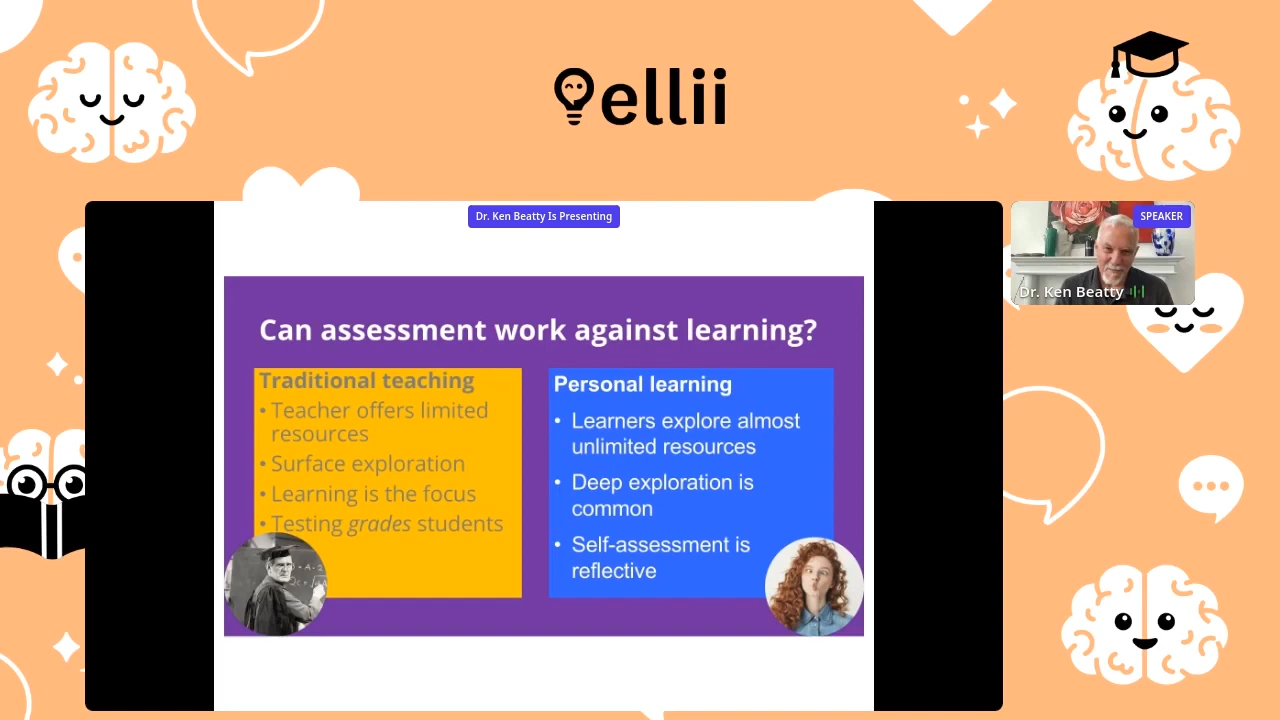 ellii
Dr. Ken Beatty Is Presenting
SPEAKER
Dr. Ken Beatty
Can assessment work against learning?
Traditional teaching
• Teacher offers limited
resources
• Surface exploration
• Learning is the focus
• Testing grades students
Personal learning
• Learners explore almost
unlimited resources
• Deep exploration is
common
• Self-assessment is
reflective